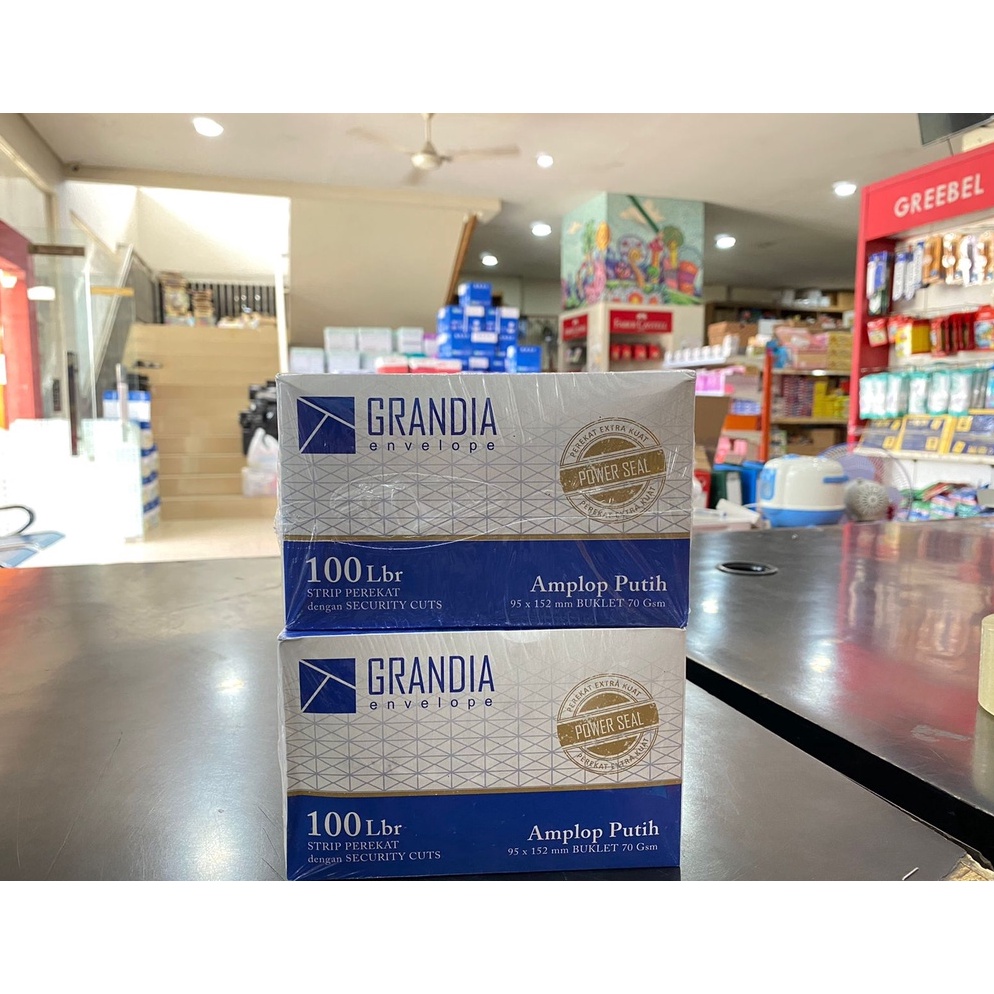 GREEBEL
FABER-CASTELL
GRANDIA
envelope
PEREKAT EXTRA KUAT
POWER SEAL
PEREKAT EXTRA KUAT
100 Lbr
STRIP PEREKAT
dengan SECURITY CUTS
Amplop Putih
95 x 152 mm BUKLET 70 Gsm
GRANDIA
envelope
PEREKAT EXTRA KUAT
POWER SEAL
PEREKAT EXTRA KUAT
100 Lbr
STRIP PEREKAT
dengan SECURITY CUTS
Amplop Putih
95 x 152 mm BUKLET 70 Gsm